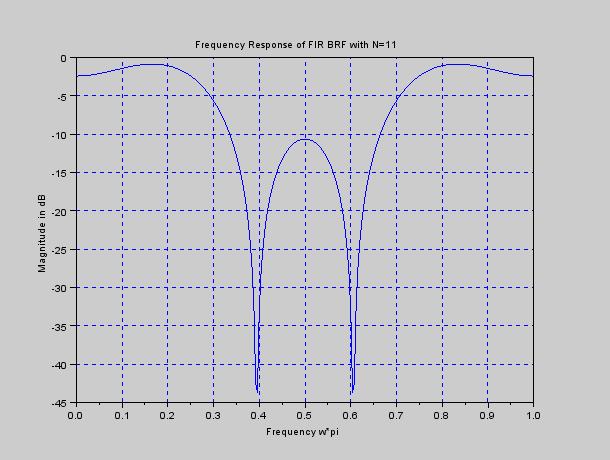 Frequency Response of FIR BRF with N=11
0
-5
-10
-15
-20
-25
-30
-35
-40
-45
Magnitude in dB
0.0 0.1 0.2 0.3 0.4 0.5 0.6 0.7 0.8 0.9 1.0
Frequency w*pi